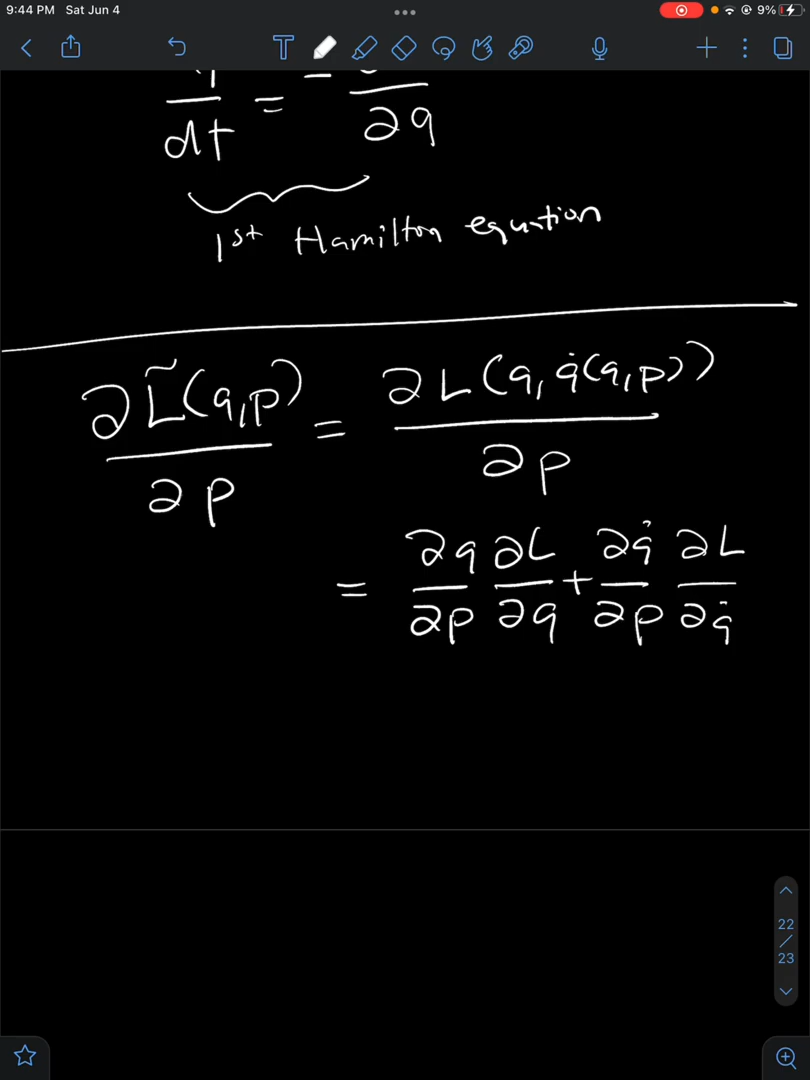 9:44 PM Sat Jun 4
9%
T
dt = ∂q
1st Hamilton equation
∂L̃(q,p) / ∂p = ∂L(q, q̇(q,p)) / ∂p
= ∂q/∂p ∂L/∂q + ∂q̇/∂p ∂L/∂q̇
22
/
23